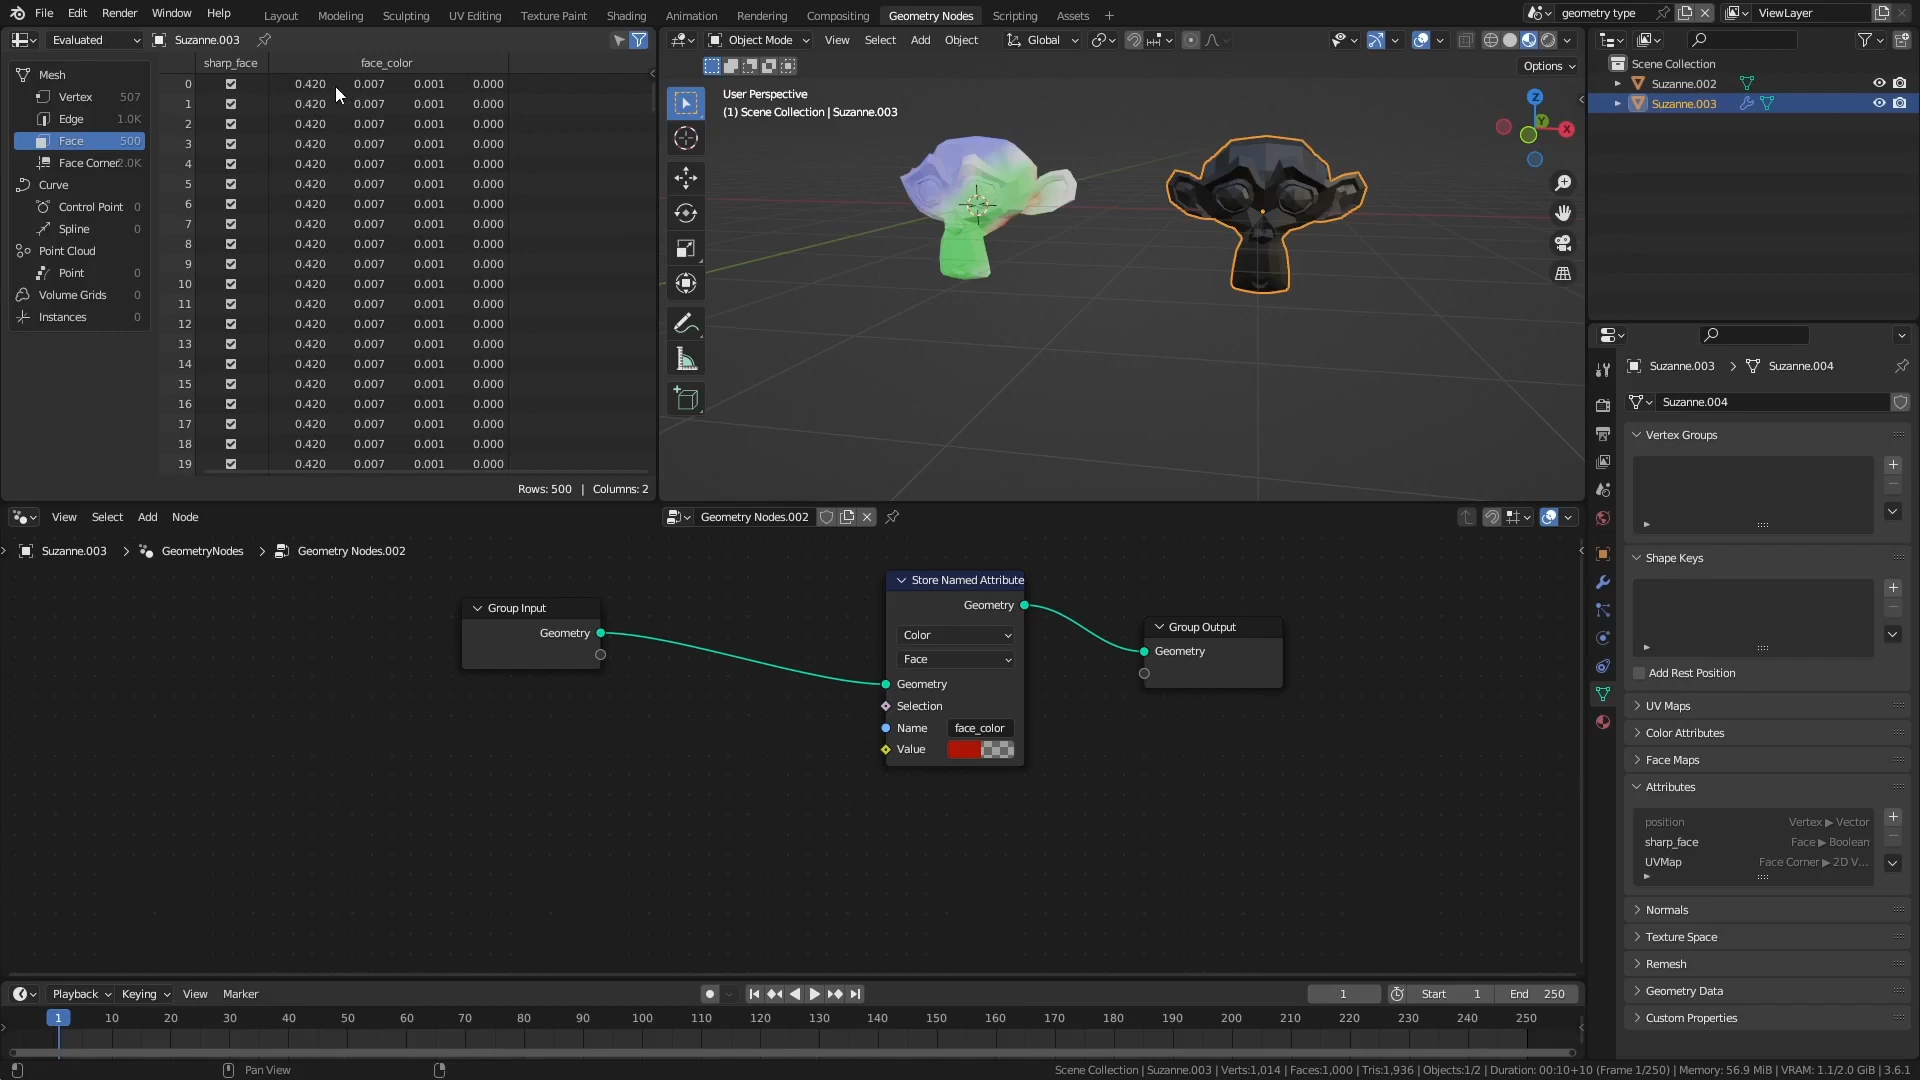 File Edit Render Window Help Layout Modeling Sculpting UV Editing Texture Paint Shading Animation Rendering Compositing Geometry Nodes Scripting Assets + geometry type ViewLayer
Evaluated Suzanne.003
sharp_face face_color
Mesh
Vertex 507
Edge 1.0K
Face 500
Face Corner 2.0K
Curve
Control Point 0
Spline 0
Point Cloud
Point 0
Volume Grids 0
Instances 0
0 0.420 0.007 0.001 0.000
1 0.420 0.007 0.001 0.000
2 0.420 0.007 0.001 0.000
3 0.420 0.007 0.001 0.000
4 0.420 0.007 0.001 0.000
5 0.420 0.007 0.001 0.000
6 0.420 0.007 0.001 0.000
7 0.420 0.007 0.001 0.000
8 0.420 0.007 0.001 0.000
9 0.420 0.007 0.001 0.000
10 0.420 0.007 0.001 0.000
11 0.420 0.007 0.001 0.000
12 0.420 0.007 0.001 0.000
13 0.420 0.007 0.001 0.000
14 0.420 0.007 0.001 0.000
15 0.420 0.007 0.001 0.000
16 0.420 0.007 0.001 0.000
17 0.420 0.007 0.001 0.000
18 0.420 0.007 0.001 0.000
19 0.420 0.007 0.001 0.000
Rows: 500 | Columns: 2
Object Mode View Select Add Object Global
Options
User Perspective
(1) Scene Collection | Suzanne.003
Z
Y
X
Scene Collection
Suzanne.002
Suzanne.003
Suzanne.003 > Suzanne.004
Suzanne.004
Vertex Groups
Shape Keys
Add Rest Position
UV Maps
Color Attributes
Face Maps
Attributes
position Vertex ▶ Vector
sharp_face Face ▶ Boolean
UVMap Face Corner ▶ 2D V...
Normals
Texture Space
Remesh
Geometry Data
Custom Properties
View Select Add Node Geometry Nodes.002
Suzanne.003 > GeometryNodes > Geometry Nodes.002
Group Input
Geometry
Store Named Attribute
Geometry
Color
Face
Geometry
Selection
Name face_color
Value
Group Output
Geometry
Playback Keying View Marker 1 Start 1 End 250
1 10 20 30 40 50 60 70 80 90 100 110 120 130 140 150 160 170 180 190 200 210 220 230 240 250
Pan View
Scene Collection | Suzanne.003 | Verts:1,014 | Faces:1,000 | Tris:1,936 | Objects:1/2 | Duration: 00:10+10 (Frame 1/250) | Memory: 56.9 MiB | VRAM: 1.1/2.0 GiB | 3.6.1